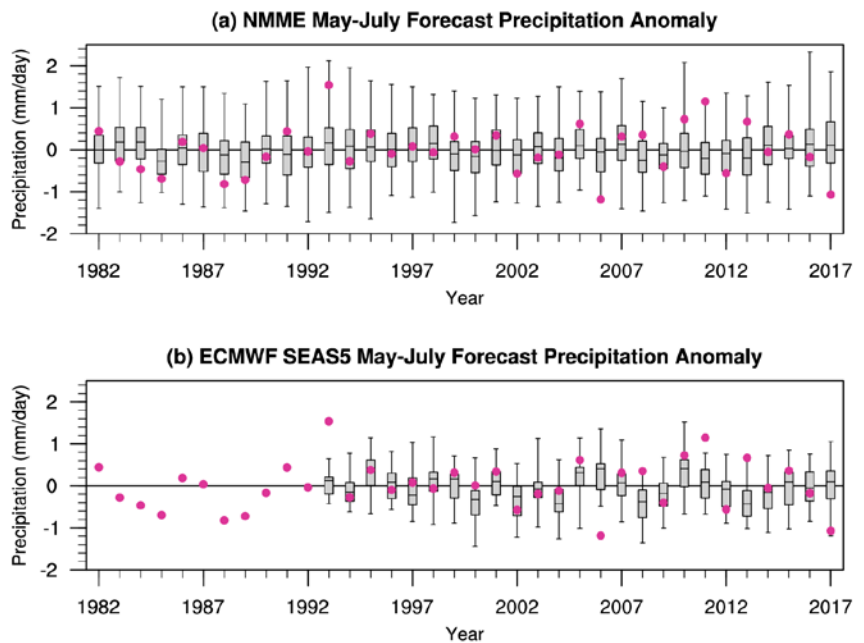 (a) NMME May-July Forecast Precipitation Anomaly
Precipitation (mm/day)
2
1
0
-1
-2
1982 1987 1992 1997 2002 2007 2012 2017
Year
(b) ECMWF SEAS5 May-July Forecast Precipitation Anomaly
Precipitation (mm/day)
2
1
0
-1
-2
1982 1987 1992 1997 2002 2007 2012 2017
Year